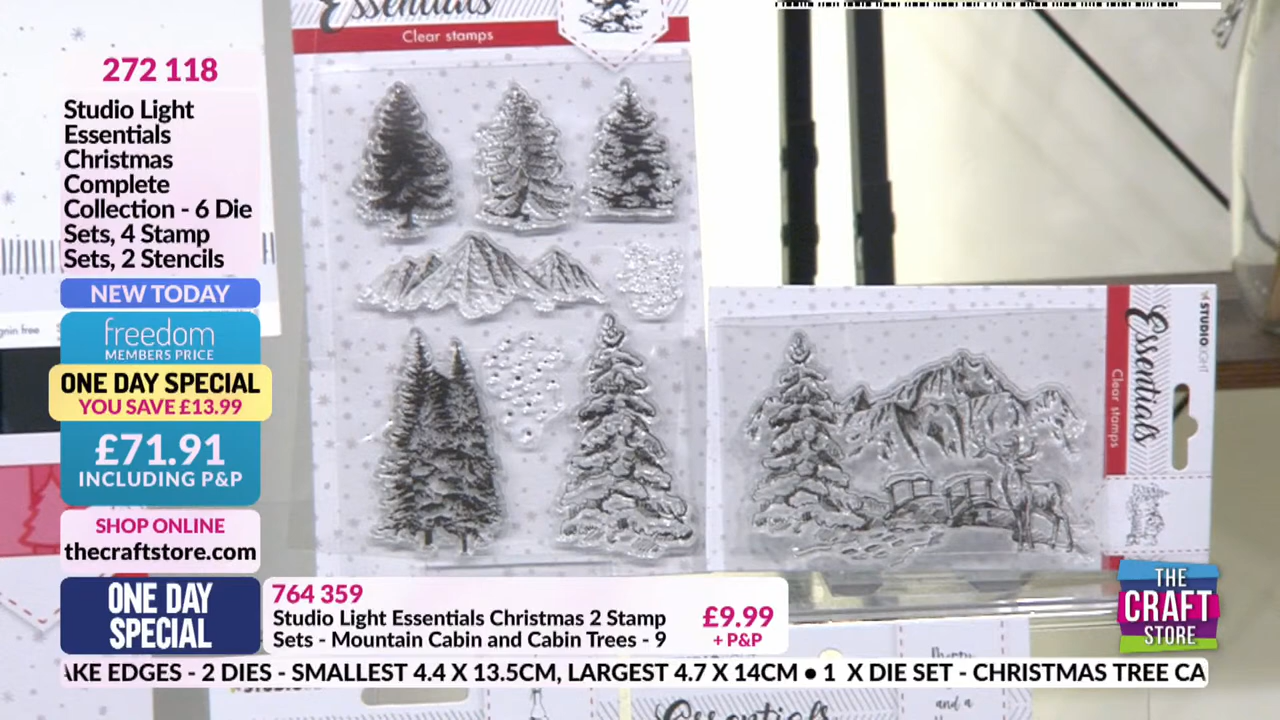 Essentials
Clear stamps
272 118
Studio Light
Essentials
Christmas
Complete
Collection - 6 Die
Sets, 4 Stamp
Sets, 2 Stencils
NEW TODAY
freedom
MEMBERS PRICE
ONE DAY SPECIAL
YOU SAVE £13.99
£71.91
INCLUDING P&P
SHOP ONLINE
thecraftstore.com
STUDIOLIGHT
Essentials
Clear stamps
ONE DAY
SPECIAL
764 359
Studio Light Essentials Christmas 2 Stamp
Sets - Mountain Cabin and Cabin Trees - 9
£9.99
+ P&P
THE
CRAFT
STORE
AKE EDGES - 2 DIES - SMALLEST 4.4 X 13.5CM, LARGEST 4.7 X 14CM • 1 X DIE SET - CHRISTMAS TREE CA
and a
Essentials